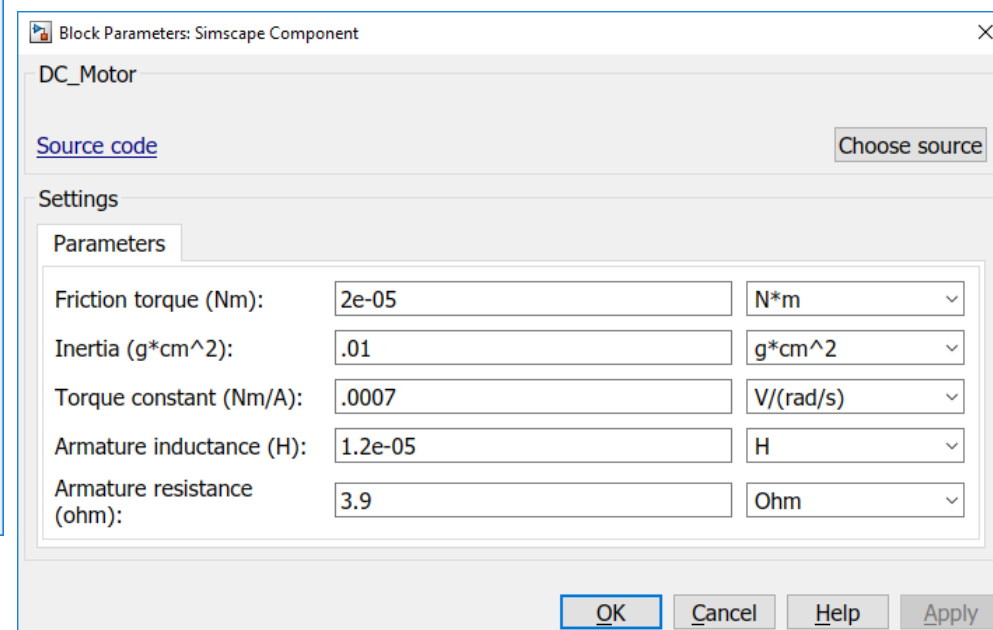 Block Parameters: Simscape Component
DC_Motor
Source code
Choose source
Settings
Parameters
Friction torque (Nm): 2e-05 N*m
Inertia (g*cm^2): .01 g*cm^2
Torque constant (Nm/A): .0007 V/(rad/s)
Armature inductance (H): 1.2e-05 H
Armature resistance
(ohm): 3.9 Ohm
OK Cancel Help Apply